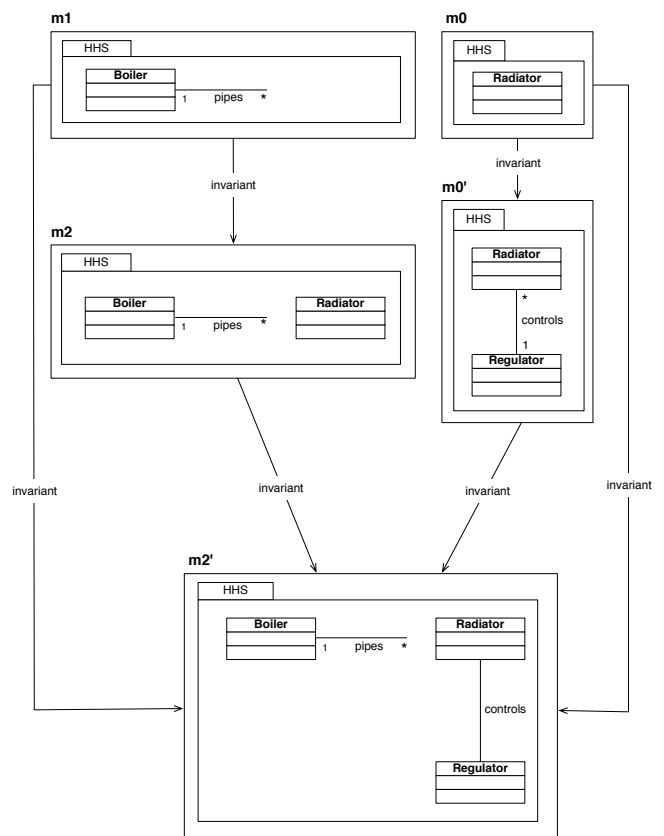 m1
HHS
Boiler
1 pipes *
m0
HHS
Radiator
invariant
invariant
m2
HHS
Boiler
1 pipes *
Radiator
m0'
HHS
Radiator
*
controls
1
Regulator
invariant
invariant
invariant
invariant
m2'
HHS
Boiler
1 pipes *
Radiator
controls
Regulator